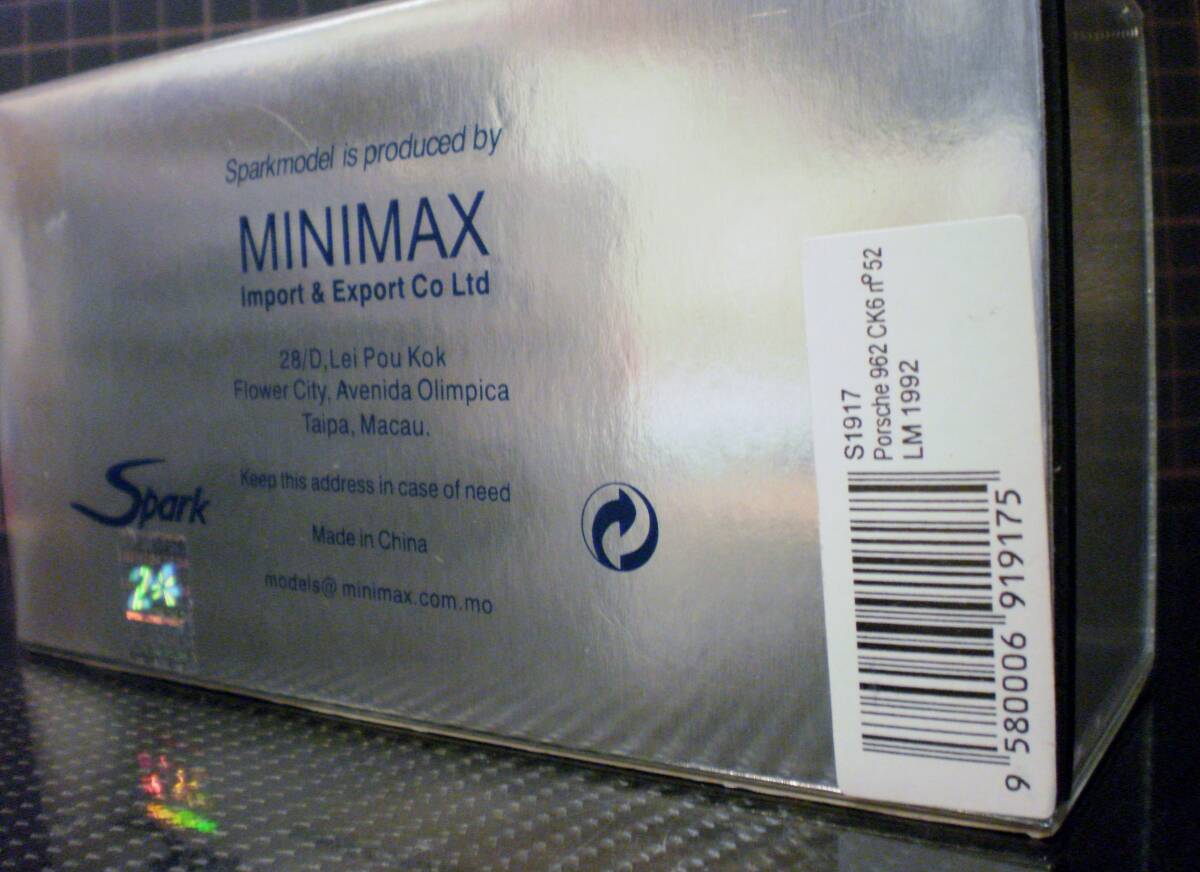 Sparkmodel is produced by
MINIMAX
Import & Export Co Ltd
28/D,Lei Pou Kok
Flower City, Avenida Olimpica
Taipa, Macau.
Keep this address in case of need
Made in China
models@minimax.com.mo
Spark
24
S1917
Porsche 962 CK6 nº52
LM 1992
9 580006 919175